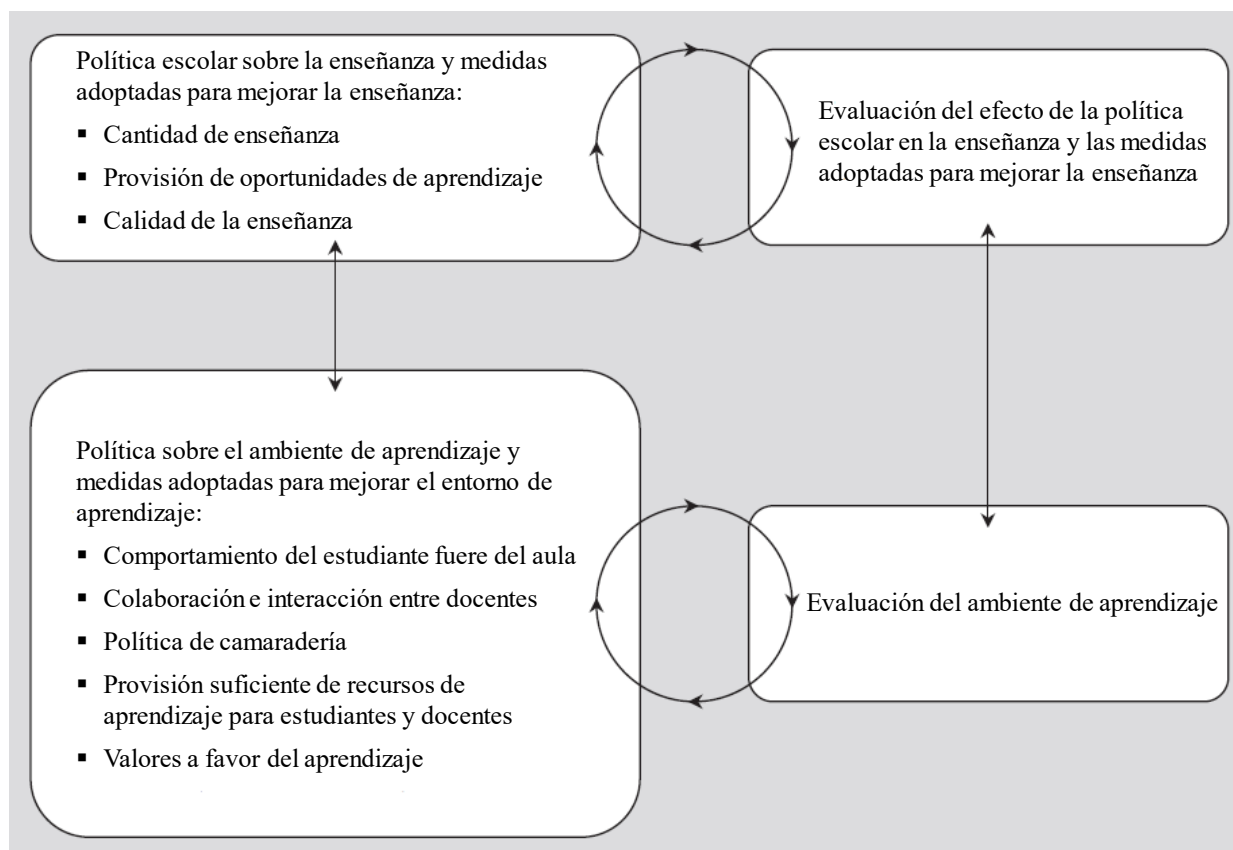 Política escolar sobre la enseñanza y medidas
adoptadas para mejorar la enseñanza:
▪ Cantidad de enseñanza
▪ Provisión de oportunidades de aprendizaje
▪ Calidad de la enseñanza
Evaluación del efecto de la política
escolar en la enseñanza y las medidas
adoptadas para mejorar la enseñanza
Política sobre el ambiente de aprendizaje y
medidas adoptadas para mejorar el entorno de
aprendizaje:
▪ Comportamiento del estudiante fuere del aula
▪ Colaboración e interacción entre docentes
▪ Política de camaradería
▪ Provisión suficiente de recursos de
aprendizaje para estudiantes y docentes
▪ Valores a favor del aprendizaje
Evaluación del ambiente de aprendizaje